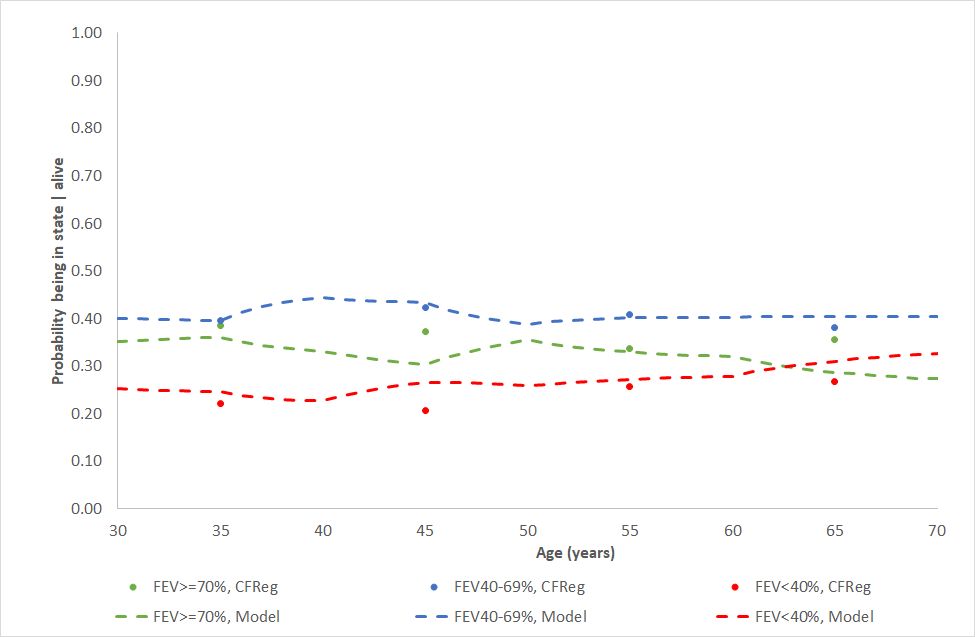 1.00
0.90
0.80
0.70
0.60
0.50
0.40
0.30
0.20
0.10
0.00
Probability being in state | alive
30 35 40 45 50 55 60 65 70
Age (years)
FEV>=70%, CFReg FEV40-69%, CFReg FEV<40%, CFReg
FEV>=70%, Model FEV40-69%, Model FEV<40%, Model